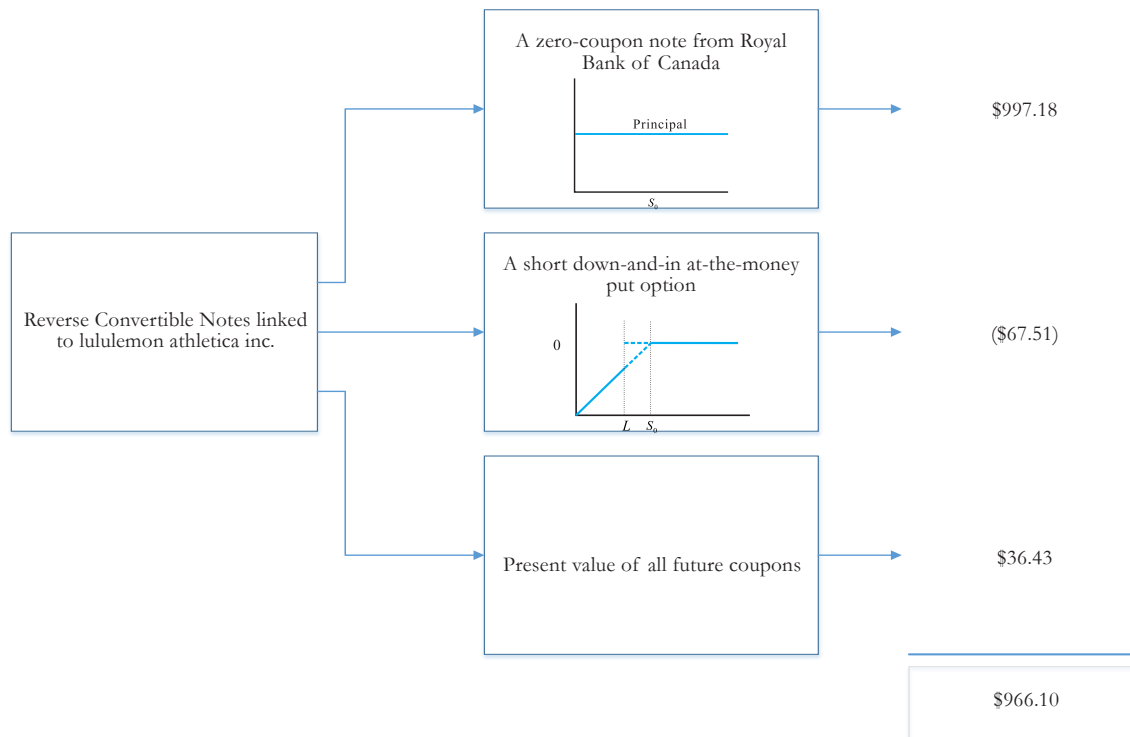 A zero-coupon note from Royal
Bank of Canada
Principal
S₀
$997.18
Reverse Convertible Notes linked
to lululemon athletica inc.
A short down-and-in at-the-money
put option
0
L S₀
($67.51)
Present value of all future coupons
$36.43
$966.10